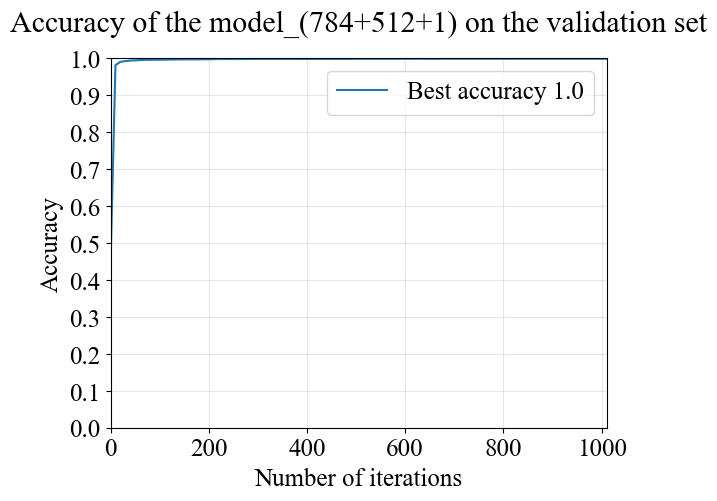 Accuracy of the model_(784+512+1) on the validation set
1.0
0.9
0.8
0.7
0.6
0.5
0.4
0.3
0.2
0.1
0.0
Accuracy
Best accuracy 1.0
0 200 400 600 800 1000
Number of iterations